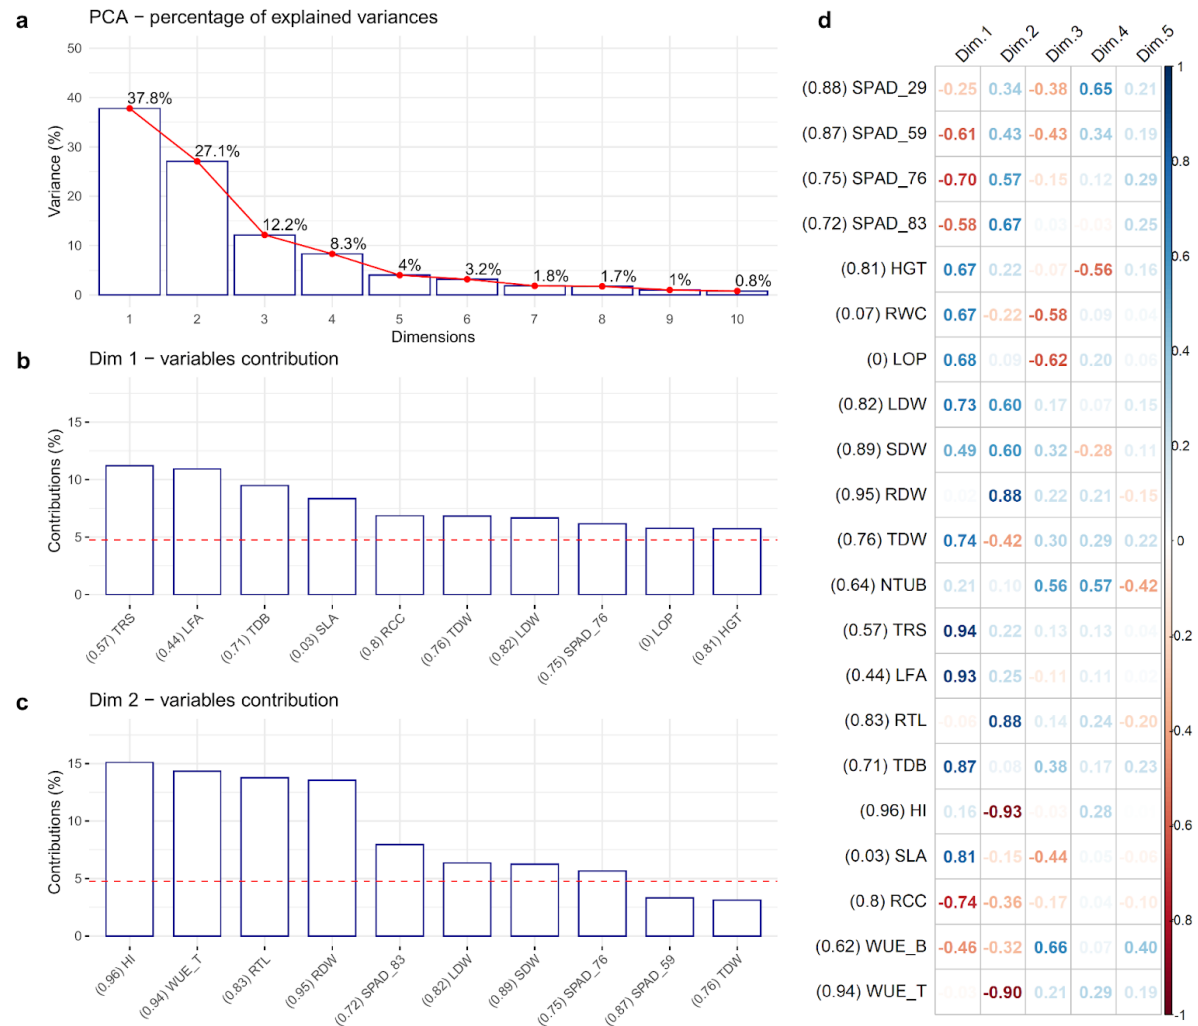 a
PCA − percentage of explained variances
50
40
30
20
10
0
Variance (%)
37.8%
27.1%
12.2%
8.3%
4%
3.2%
1.8%
1.7%
1%
0.8%
1 2 3 4 5 6 7 8 9 10
Dimensions
b
Dim 1 − variables contribution
15
10
5
0
Contributions (%)
(0.57) TRS
(0.44) LFA
(0.71) TDB
(0.03) SLA
(0.8) RCC
(0.76) TDW
(0.82) LDW
(0.75) SPAD_76
(0) LOP
(0.81) HGT
c
Dim 2 − variables contribution
15
10
5
0
Contributions (%)
(0.96) HI
(0.94) WUE_T
(0.83) RTL
(0.95) RDW
(0.72) SPAD_83
(0.82) LDW
(0.89) SDW
(0.75) SPAD_76
(0.87) SPAD_59
(0.76) TDW
d
Dim.1 Dim.2 Dim.3 Dim.4 Dim.5
(0.88) SPAD_29 -0.25 0.34 -0.38 0.65 0.21
(0.87) SPAD_59 -0.61 0.43 -0.43 0.34 0.19
(0.75) SPAD_76 -0.70 0.57 -0.15 0.12 0.29
(0.72) SPAD_83 -0.58 0.67 0.03 -0.03 0.25
(0.81) HGT 0.67 0.22 -0.07 -0.56 0.16
(0.07) RWC 0.67 -0.22 -0.58 0.09 0.04
(0) LOP 0.68 0.09 -0.62 0.20 0.06
(0.82) LDW 0.73 0.60 0.17 0.07 0.15
(0.89) SDW 0.49 0.60 0.32 -0.28 0.11
(0.95) RDW 0.02 0.88 0.22 0.21 -0.15
(0.76) TDW 0.74 -0.42 0.30 0.29 0.22
(0.64) NTUB 0.21 0.10 0.56 0.57 -0.42
(0.57) TRS 0.94 0.22 0.13 0.13 0.04
(0.44) LFA 0.93 0.25 -0.11 0.11 0.02
(0.83) RTL -0.06 0.88 0.14 0.24 -0.20
(0.71) TDB 0.87 0.08 0.38 0.17 0.23
(0.96) HI 0.16 -0.93 -0.03 0.28
(0.03) SLA 0.81 -0.15 -0.44 0.05 -0.06
(0.8) RCC -0.74 -0.36 -0.17 0.04 -0.10
(0.62) WUE_B -0.46 -0.32 0.66 0.07 0.40
(0.94) WUE_T -0.03 -0.90 0.21 0.29 0.19
1
0.8
0.6
0.4
0.2
0
-0.2
-0.4
-0.6
-0.8
-1